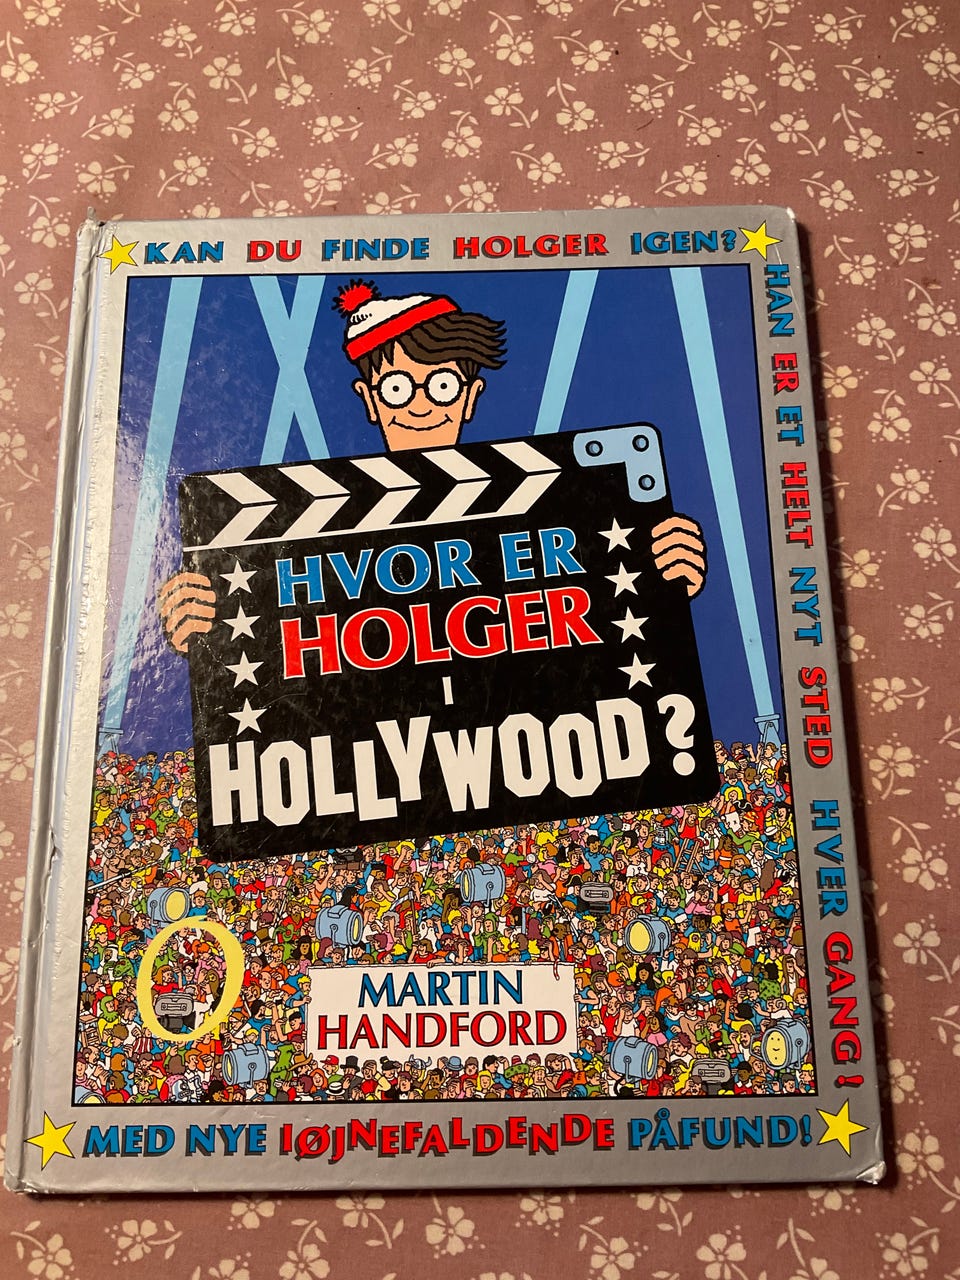 KAN DU FINDE HOLGER IGEN?
HAN ER ET HELT NYT STED HVER GANG!
HVOR ER
HOLGER
I
HOLLYWOOD?
MARTIN
HANDFORD
MED NYE IØJNEFALDENDE PÅFUND!